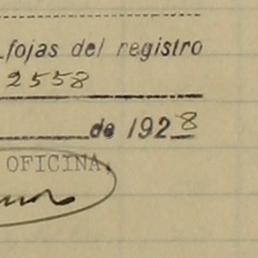 fojas del registro
2558
de 1928
OFICINA,